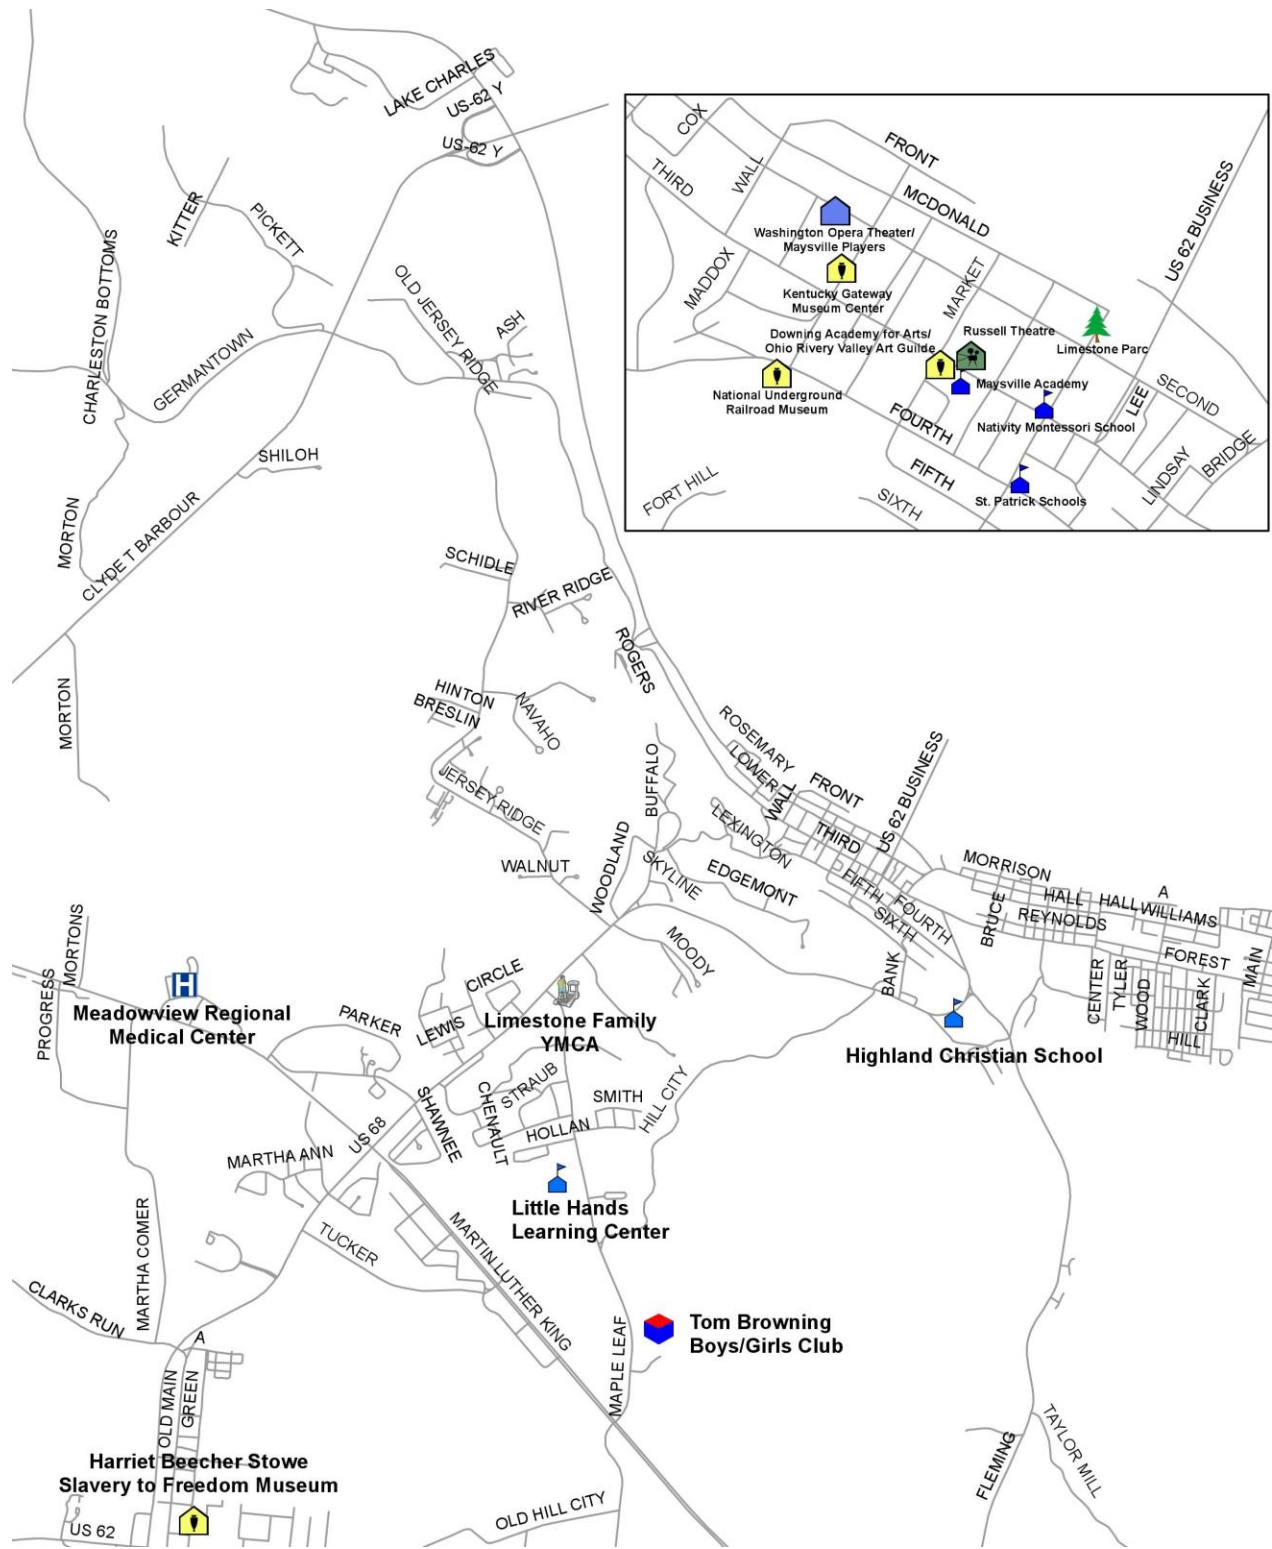 LAKE CHARLES
US-62 Y
US-62 Y
KITTER
PICKETT
CHARLESTON BOTTOMS
OLD JERSEY RIDGE
ASH
GERMANTOWN
SHILOH
MORTON
CLYDE T BARBOUR
SCHIDLE
RIVER RIDGE
ROGERS
MORTON
HINTON
BRESLIN
NAVAHO
JERSEY RIDGE
WALNUT
COX
THIRD
WALL
FRONT
MCDONALD
US 62 BUSINESS
Washington Opera Theater/
Maysville Players
MADDOX
MARKET
Kentucky Gateway
Museum Center
Downing Academy for Arts/
Ohio Rivery Valley Art Guilde
Russell Theatre
Limestone Parc
National Underground
Railroad Museum
Maysville Academy
SECOND
LEE
Nativity Montessori School
FOURTH
FIFTH
FORT HILL
SIXTH
St. Patrick Schools
LINDSAY
BRIDGE
ROSEMARY
LOWER
WALL
FRONT
US 62 BUSINESS
BUFFALO
LEXINGTON
THIRD
WOODLAND
SKYLINE
EDGEMONT
FIFTH
FOURTH
SIXTH
MORRISON
HALL
HALL
A
WILLIAMS
BRUCE
REYNOLDS
FOREST
MAIN
MOODY
BANK
CENTER
TYLER
WOOD
CLARK
HILL
MORTONS
PROGRESS
Meadowview Regional
Medical Center
PARKER
CIRCLE
LEWIS
Limestone Family
YMCA
Highland Christian School
STRAUB
CHENAULT
SMITH
HILL CITY
HOLLAN
SHAWNEE
US 68
MARTHA ANN
Little Hands
Learning Center
TUCKER
MARTIN LUTHER KING
MARTHA COMER
CLARKS RUN
A
OLD MAIN
GREEN
Tom Browning
Boys/Girls Club
MAPLE LEAF
Harriet Beecher Stowe
Slavery to Freedom Museum
US 62
OLD HILL CITY
FLEMING
TAYLOR MILL